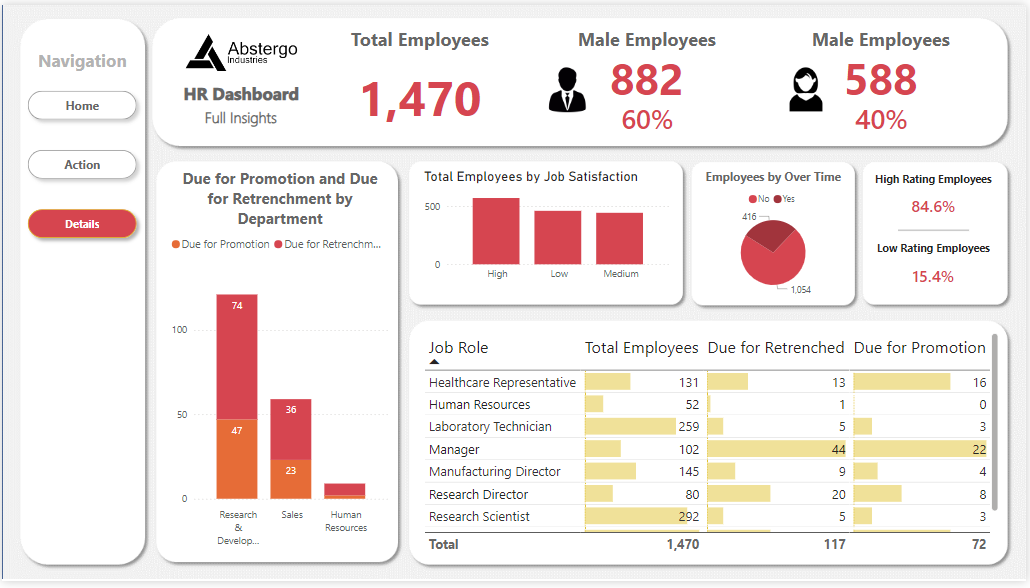 Navigation
Home
Action
Details
Abstergo
Industries
HR Dashboard
Full Insights
Total Employees
1,470
Male Employees
882
60%
Male Employees
588
40%
Due for Promotion and Due
for Retrenchment by
Department
Due for Promotion Due for Retrenchm...
100
50
0
74
47
36
23
Research
&
Develop...
Sales
Human
Resources
Total Employees by Job Satisfaction
500
0
High
Low
Medium
Employees by Over Time
No Yes
416
1,054
High Rating Employees
84.6%
Low Rating Employees
15.4%
Job Role Total Employees Due for Retrenched Due for Promotion
Healthcare Representative 131 13 16
Human Resources 52 1 0
Laboratory Technician 259 5 3
Manager 102 44 22
Manufacturing Director 145 9 4
Research Director 80 20 8
Research Scientist 292 5 3
Total 1,470 117 72